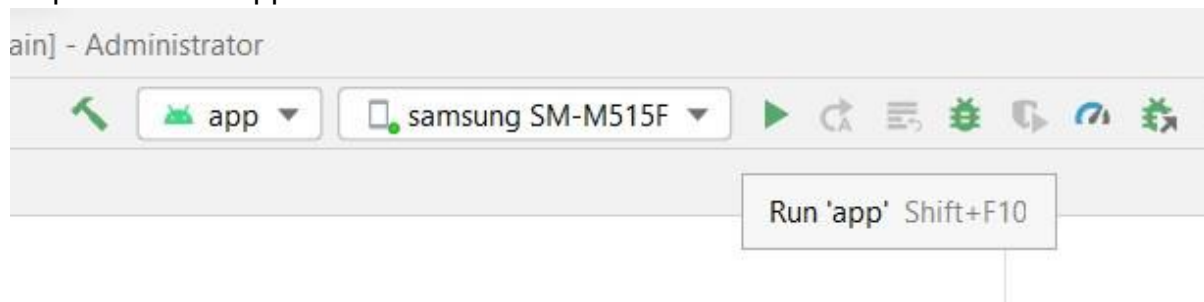 ain] - Administrator
app
samsung SM-M515F
Run 'app' Shift+F10